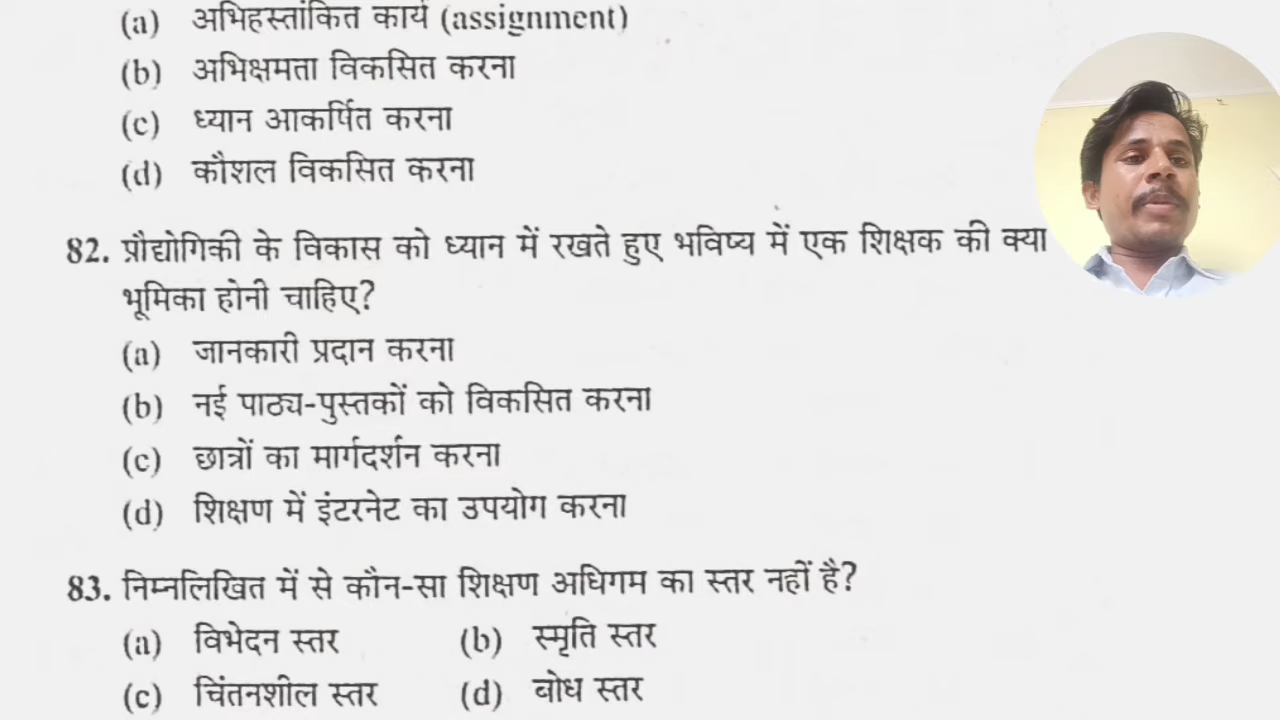 (a) अभिहस्तांकित कार्य (assignment)
(b) अभिक्षमता विकसित करना
(c) ध्यान आकर्षित करना
(d) कौशल विकसित करना
82. प्रौद्योगिकी के विकास को ध्यान में रखते हुए भविष्य में एक शिक्षक की क्या
भूमिका होनी चाहिए?
(a) जानकारी प्रदान करना
(b) नई पाठ्य-पुस्तकों को विकसित करना
(c) छात्रों का मार्गदर्शन करना
(d) शिक्षण में इंटरनेट का उपयोग करना
83. निम्नलिखित में से कौन-सा शिक्षण अधिगम का स्तर नहीं है?
(a) विभेदन स्तर (b) स्मृति स्तर
(c) चिंतनशील स्तर (d) बोध स्तर